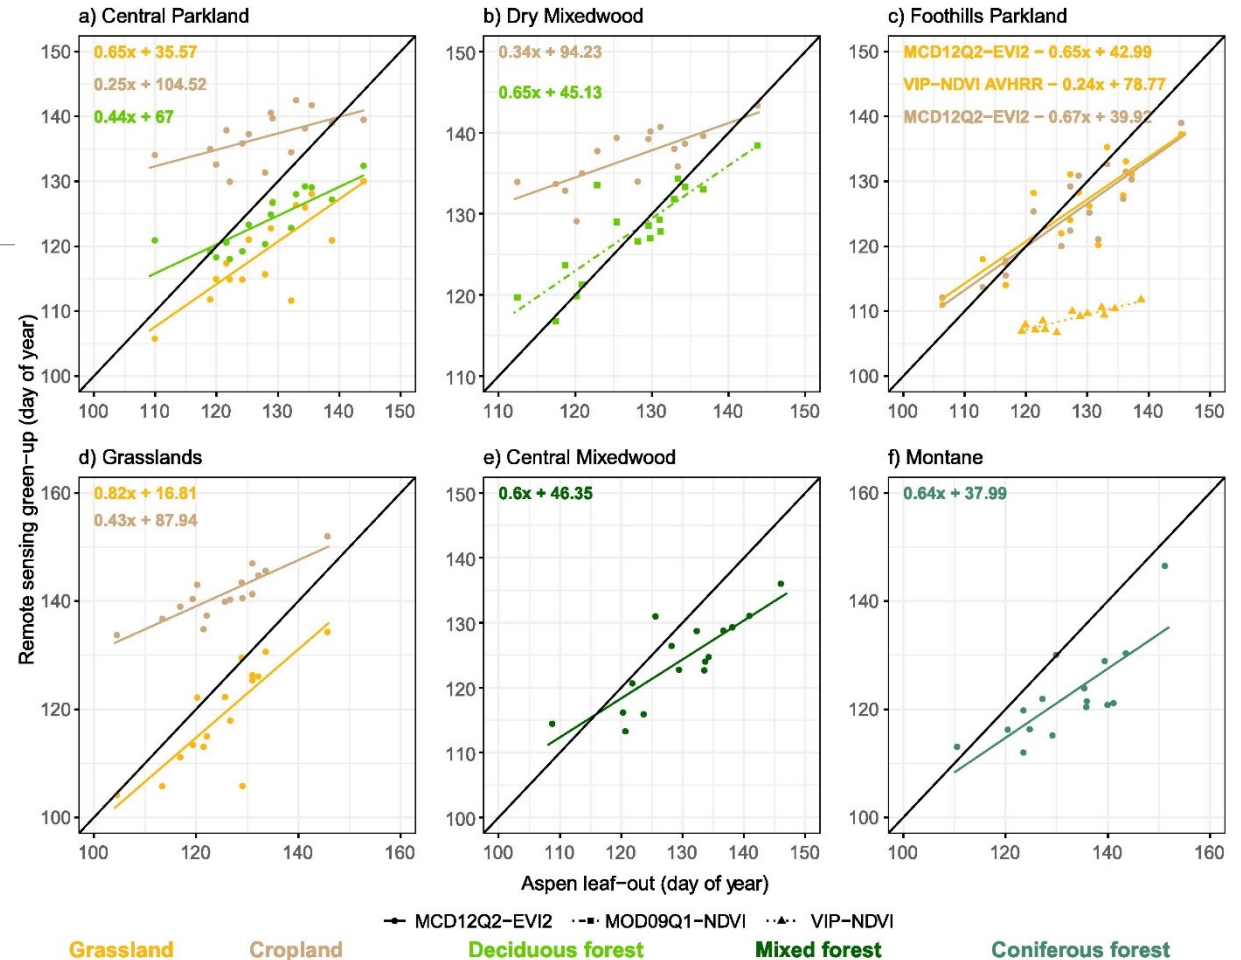 a) Central Parkland
b) Dry Mixedwood
c) Foothills Parkland
0.65x + 35.57
0.25x + 104.52
0.44x + 67
150
140
130
120
110
100
100 110 120 130 140 150
0.34x + 94.23
0.65x + 45.13
150
140
130
120
110
110 120 130 140 150
MCD12Q2-EVI2 - 0.65x + 42.99
VIP-NDVI AVHRR - 0.24x + 78.77
MCD12Q2-EVI2 - 0.67x + 39.92
150
140
130
120
110
100
100 110 120 130 140 150
Remote sensing green-up (day of year)
d) Grasslands
e) Central Mixedwood
f) Montane
0.82x + 16.81
0.43x + 87.94
160
140
120
100
100 120 140 160
0.6x + 46.35
150
140
130
120
110
100
100 110 120 130 140 150
0.64x + 37.99
160
140
120
100
100 120 140 160
Aspen leaf-out (day of year)
MCD12Q2-EVI2 MOD09Q1-NDVI VIP-NDVI
Grassland Cropland Deciduous forest Mixed forest Coniferous forest